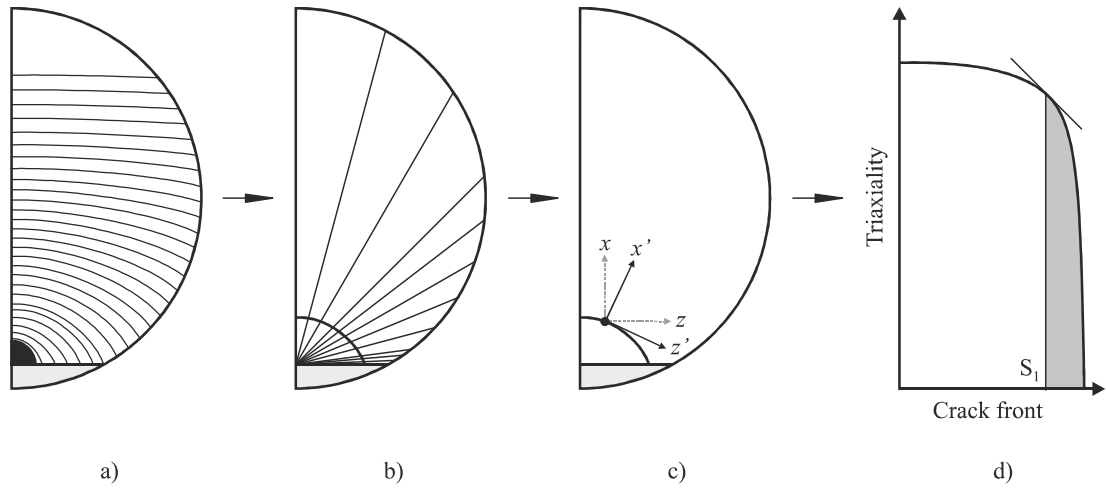 x
x’
z
z’
Triaxiality
S1
Crack front
a)
b)
c)
d)